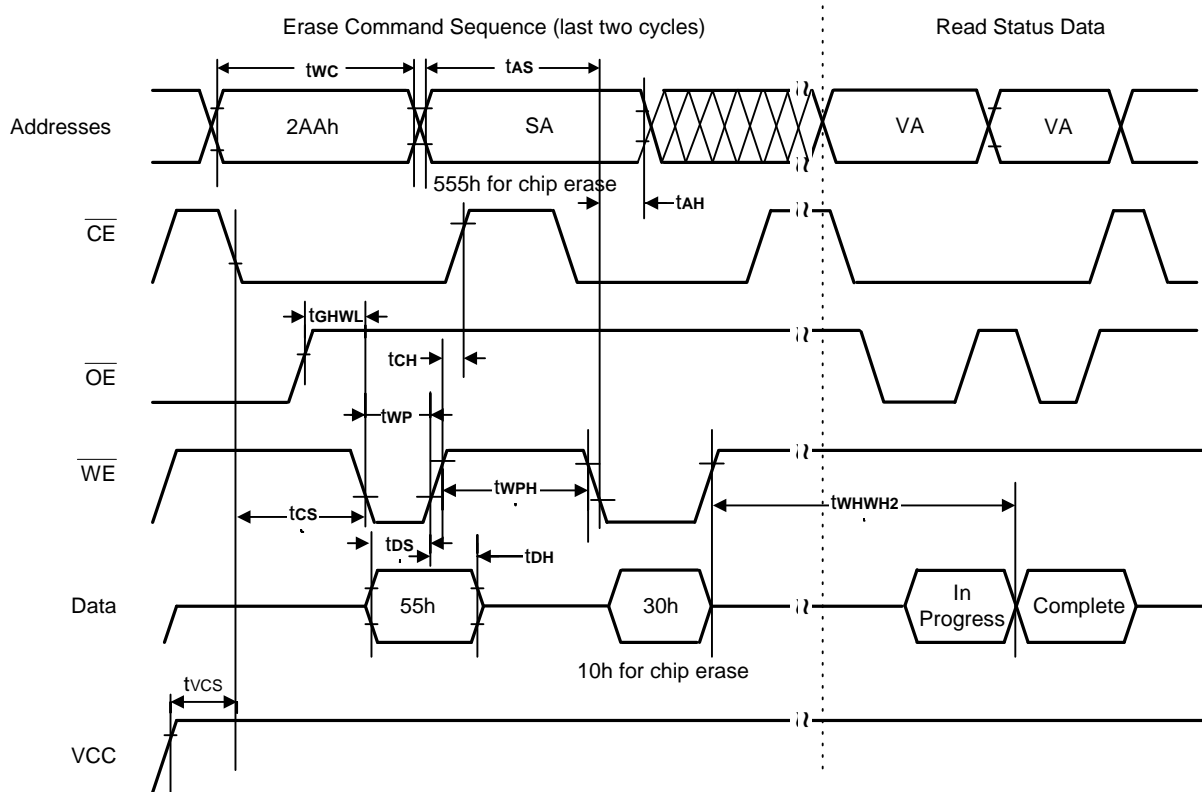 Erase Command Sequence (last two cycles)
Read Status Data
tWC
tAS
Addresses
2AAh
SA
VA
VA
555h for chip erase
tAH
CE
tGHWL
tCH
OE
tWP
WE
tWPH
tCS
tWHWH2
tDS
tDH
Data
55h
30h
In
Progress
Complete
10h for chip erase
tVCS
VCC